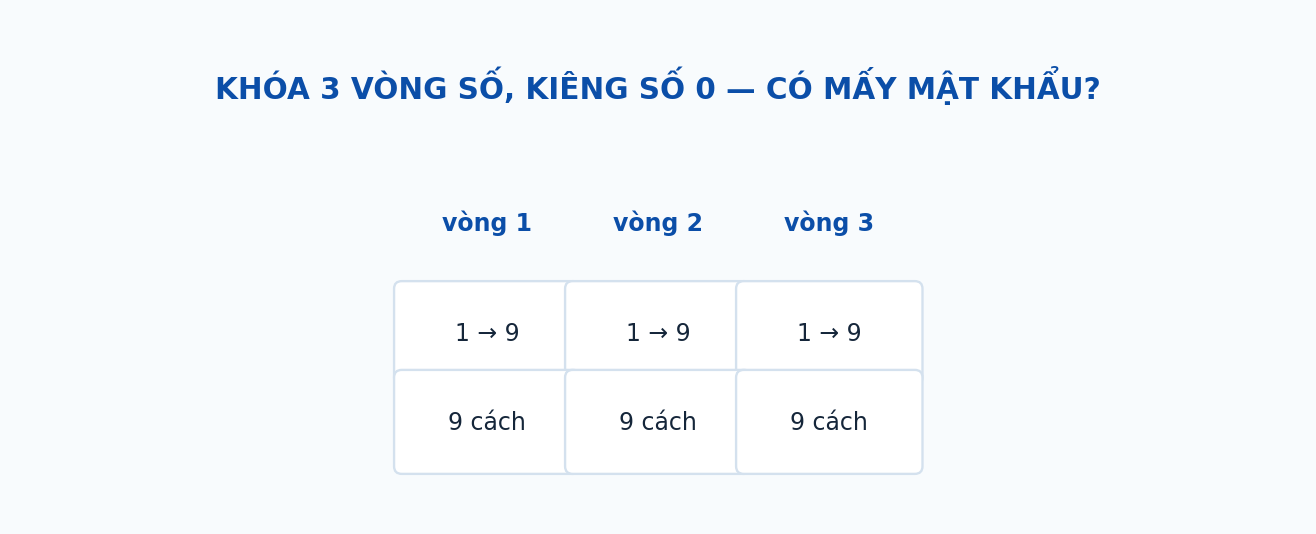 KHÓA 3 VÒNG SỐ, KIÊNG SỐ 0 — CÓ MẤY MẬT KHẨU?
vòng 1 vòng 2 vòng 3
1 → 9 1 → 9 1 → 9
9 cách 9 cách 9 cách